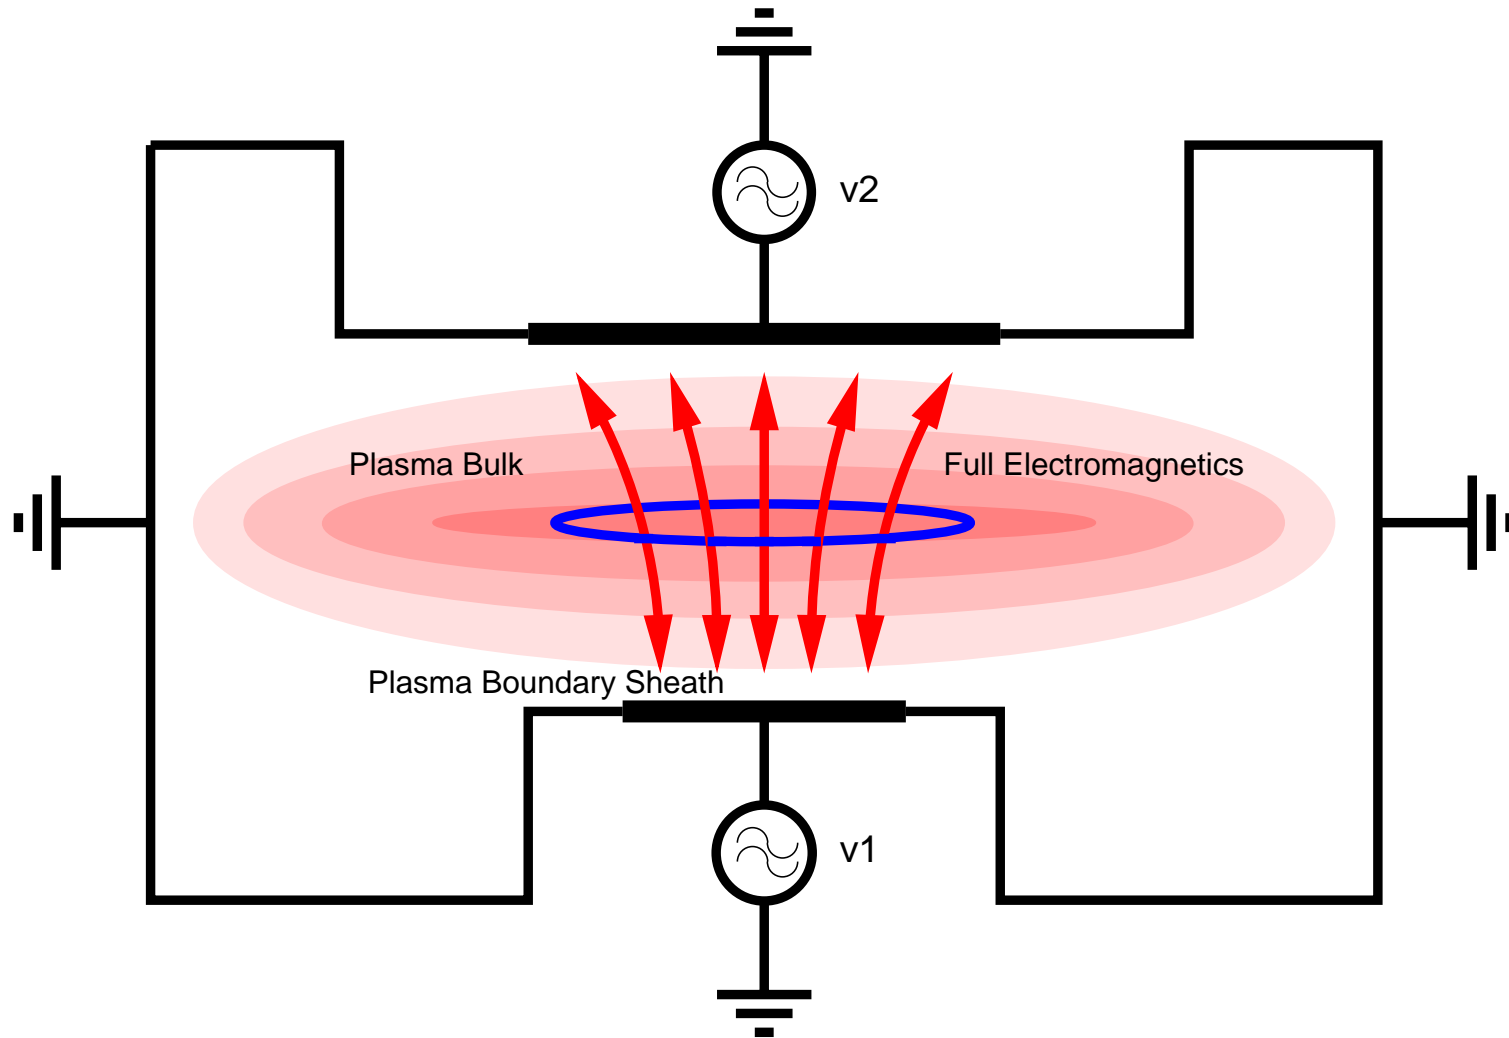 v2
Plasma Bulk
Full Electromagnetics
Plasma Boundary Sheath
v1